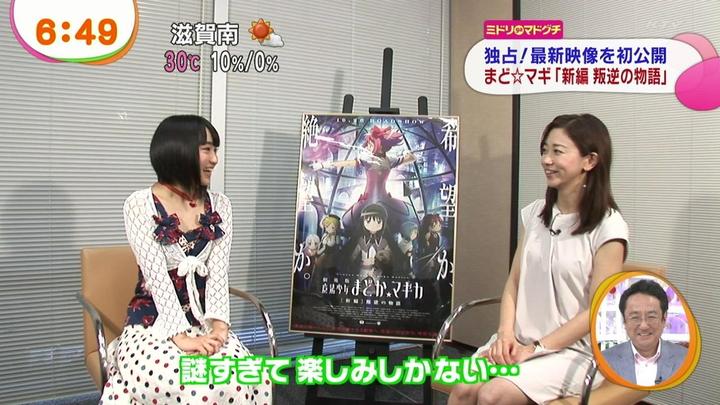 6:49
滋賀南
30℃ 10%/0%
ミドリのマドグチ
独占!最新映像を初公開
まど☆マギ「新編 叛逆の物語」
10.26 ROADSHOW
希望か、
絶望か。
劇場版
魔法少女まどか☆マギカ
[新編]叛逆の物語
謎すぎて 楽しみしかない…